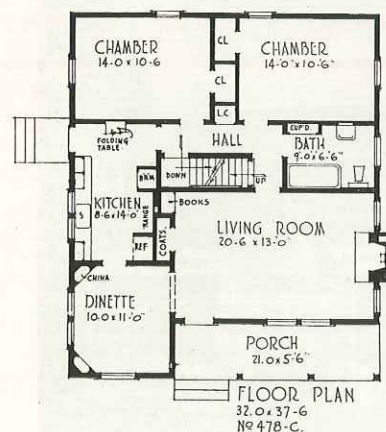 CHAMBER
14-0 x 10-6
CL
CHAMBER
14-0" x 10-6"
CL
L.C
FOLDING
TABLE
HALL
CUP'D.
BATH
9-0 x 6-6"
DOWN
UP
BRM
KITCHEN
8-6 x 14-0"
RANGE
S
REF
BOOKS
COATS.
LIVING ROOM
20-6 x 13-0"
CHINA
DINETTE
10-0 x 11-0"
PORCH
21-0 x 5-6"
FLOOR PLAN
32-0 x 37-6
No 478-C.